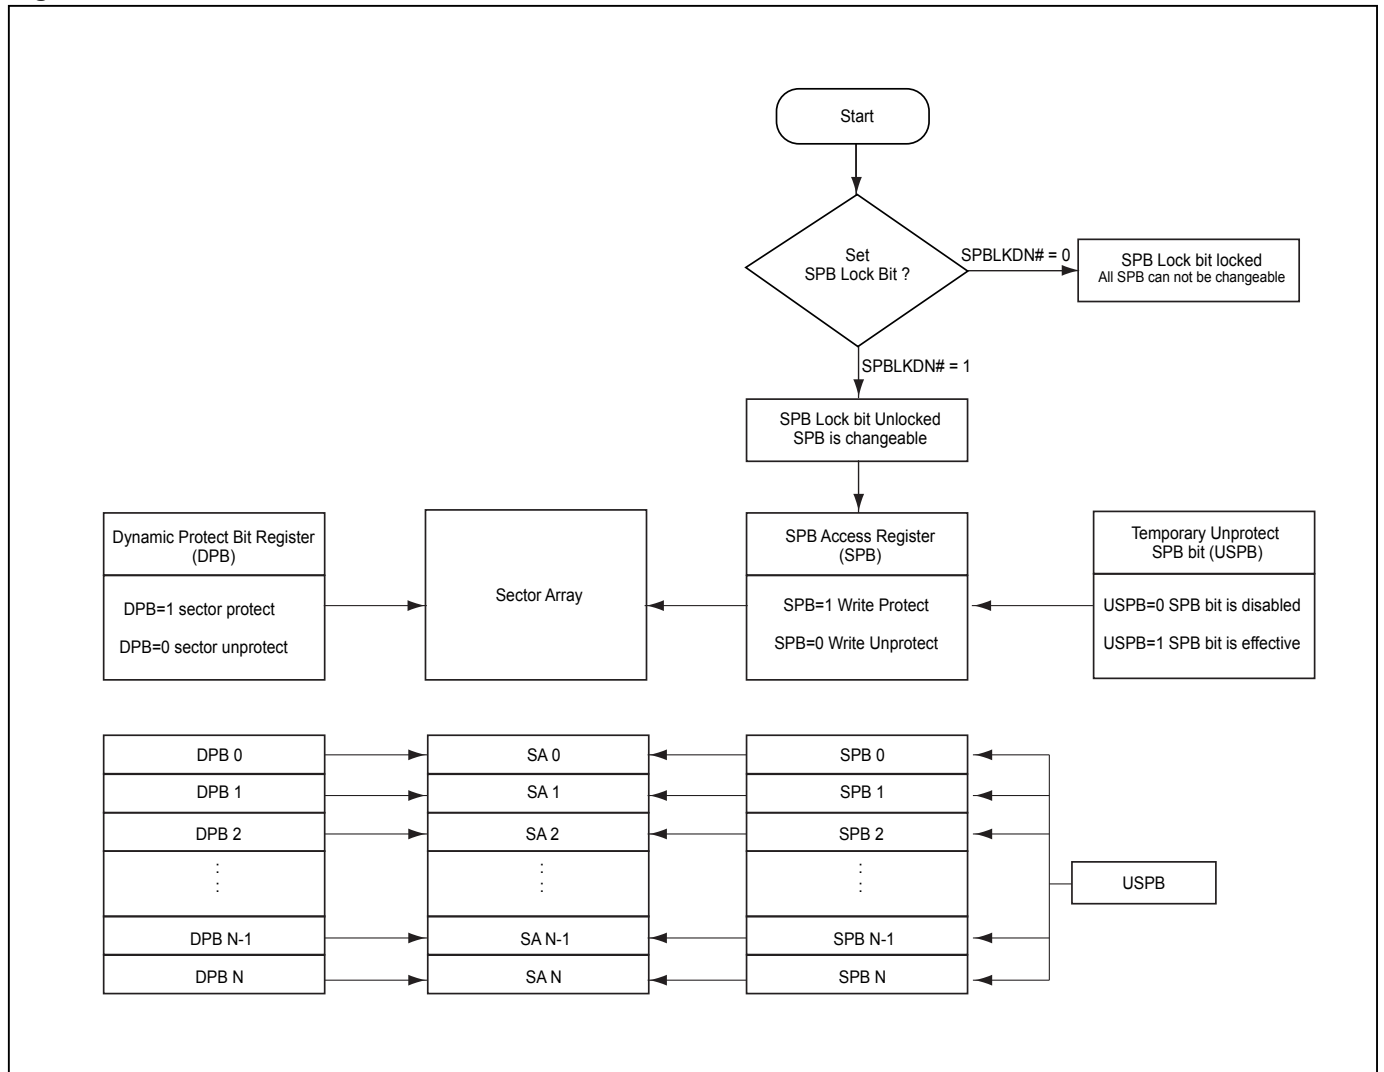 Start
Set
SPB Lock Bit ?
SPBLKDN# = 0
SPB Lock bit locked
All SPB can not be changeable
SPBLKDN# = 1
SPB Lock bit Unlocked
SPB is changeable
Dynamic Protect Bit Register
(DPB)
DPB=1 sector protect
DPB=0 sector unprotect
Sector Array
SPB Access Register
(SPB)
SPB=1 Write Protect
SPB=0 Write Unprotect
Temporary Unprotect
SPB bit (USPB)
USPB=0 SPB bit is disabled
USPB=1 SPB bit is effective
DPB 0
SA 0
SPB 0
DPB 1
SA 1
SPB 1
DPB 2
SA 2
SPB 2
USPB
DPB N-1
SA N-1
SPB N-1
DPB N
SA N
SPB N